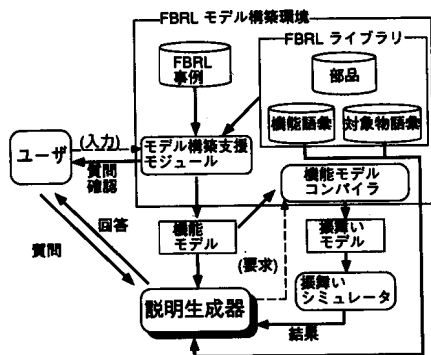 FBRL モデル構築環境
FBRL ライブラリ
FBRL
事例
部品
機能語彙
対象物語彙
ユーザ
(入力)
モデル構築支援
モジュール
質問
確認
機能モデル
コンパイラ
回答
質問
機能
モデル
振舞い
モデル
(要求)
説明生成器
振舞い
シミュレータ
結果